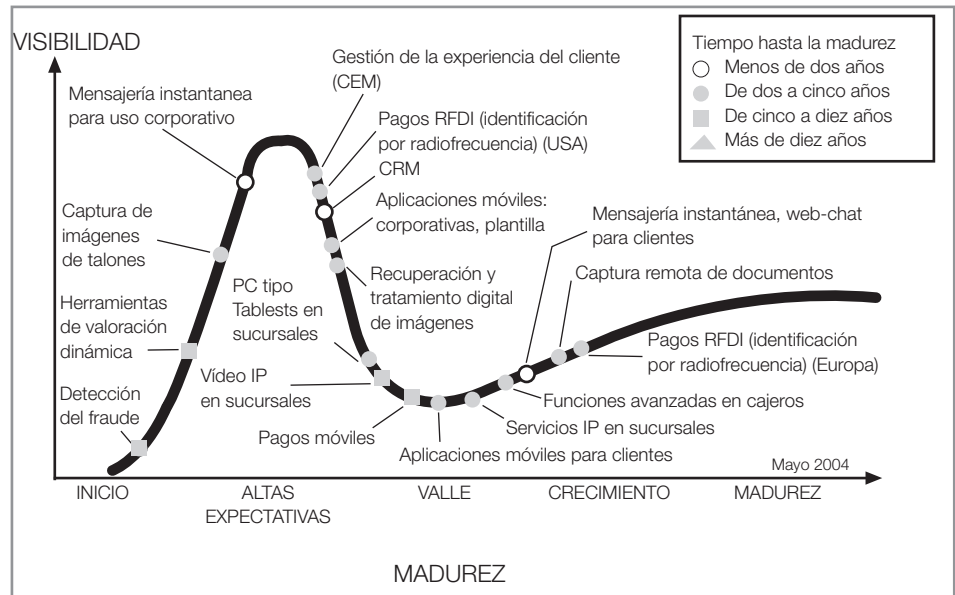 VISIBILIDAD
Tiempo hasta la madurez
Menos de dos años
De dos a cinco años
De cinco a diez años
Más de diez años
Gestión de la experiencia del cliente
(CEM)
Mensajería instantanea
para uso corporativo
Pagos RFDI (identificación
por radiofrecuencia) (USA)
CRM
Aplicaciones móviles:
corporativas, plantilla
Mensajería instantánea, web-chat
para clientes
Captura de
imágenes
de talones
Captura remota de documentos
Recuperación y
tratamiento digital
de imágenes
PC tipo
Tablests en
sucursales
Herramientas
de valoración
dinámica
Pagos RFDI (identificación
por radiofrecuencia) (Europa)
Vídeo IP
en sucursales
Detección
del fraude
Funciones avanzadas en cajeros
Pagos móviles
Servicios IP en sucursales
Aplicaciones móviles para clientes
Mayo 2004
INICIO
ALTAS
EXPECTATIVAS
VALLE
CRECIMIENTO
MADUREZ
MADUREZ